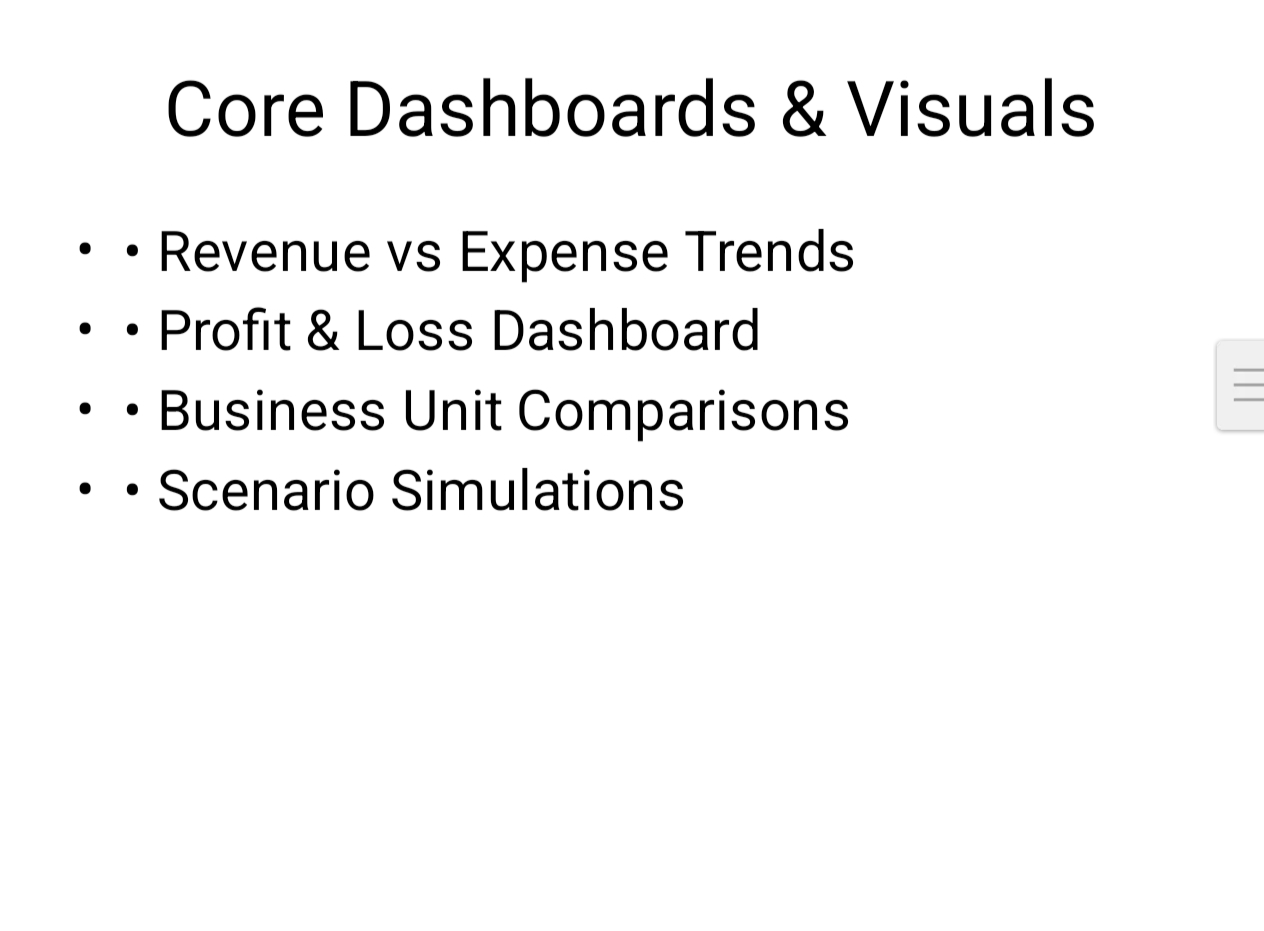 Core Dashboards & Visuals
• • Revenue vs Expense Trends
• • Profit & Loss Dashboard
• • Business Unit Comparisons
• • Scenario Simulations